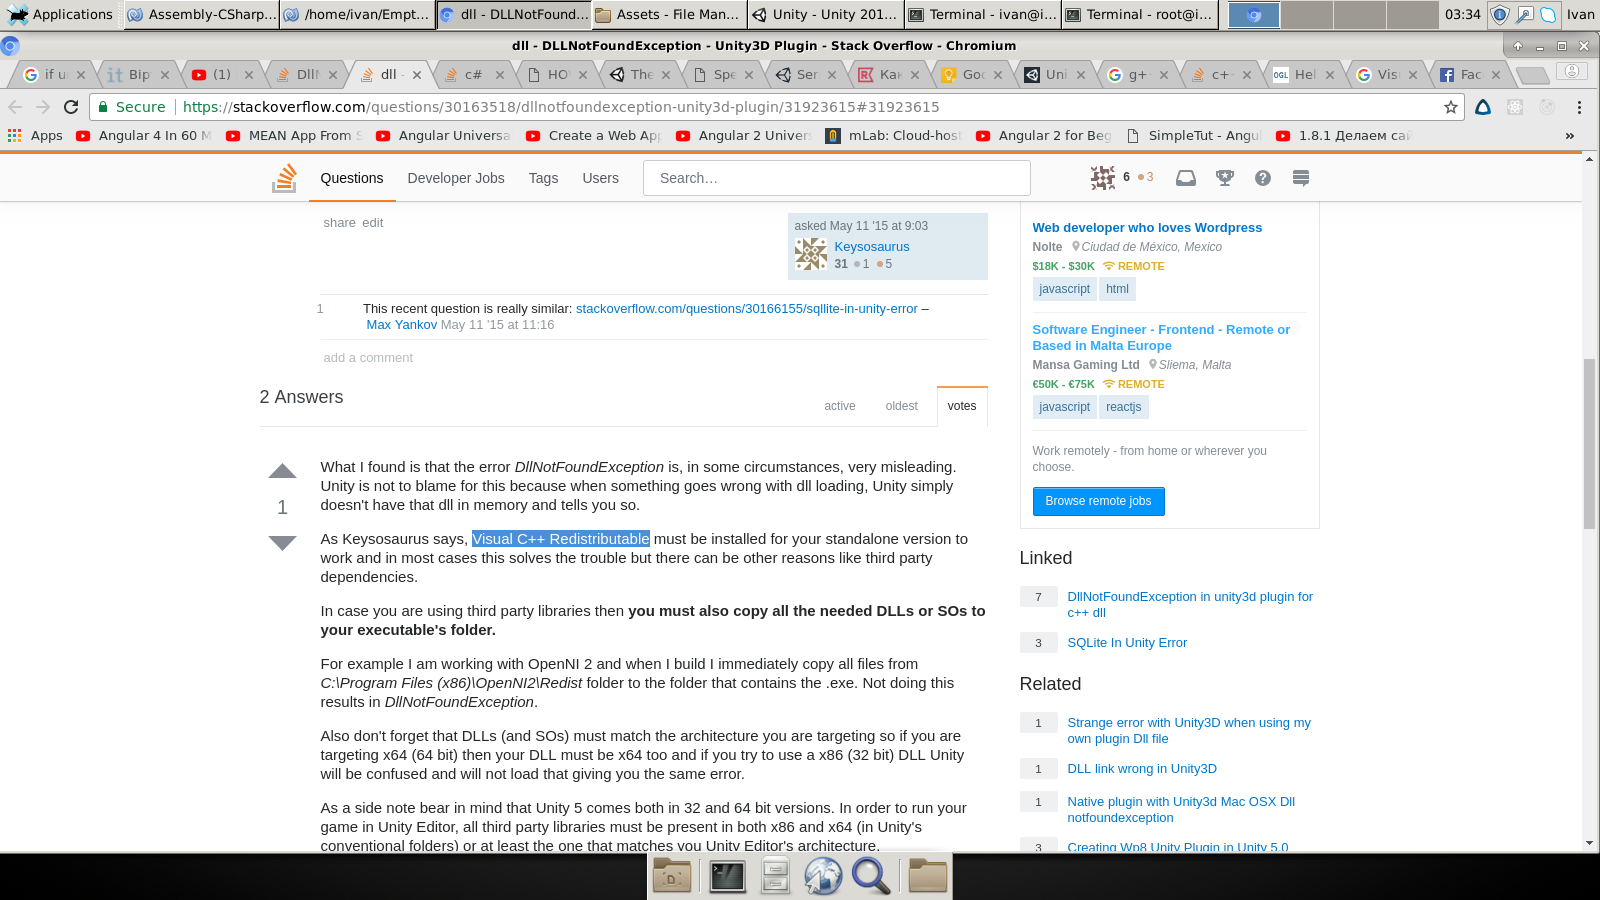 Applications
Assembly-CSharp...
/home/ivan/Empt...
dll - DLLNotFound...
Assets - File Man...
Unity - Unity 201...
Terminal - ivan@i...
Terminal - root@i...
03:34
Ivan
dll - DLLNotFoundException - Unity3D Plugin - Stack Overflow - Chromium
if u
Bip
(1)
DllN
dll -
c#
HO
The
Spe
Ser
RK
Как
Goo
Uni
g+
c++
OGL
Hel
Vis
Fac
Secure
https://stackoverflow.com/questions/30163518/dllnotfoundexception-unity3d-plugin/31923615#31923615
Apps
Angular 4 In 60 M
MEAN App From S
Angular Universa
Create a Web App
Angular 2 Univers
mLab: Cloud-host
Angular 2 for Beg
SimpleTut - Angul
1.8.1 Делаем са
»
Questions
Developer Jobs
Tags
Users
Search...
6
3
share edit
asked May 11 '15 at 9:03
Keysosaurus
31 1 5
1
This recent question is really similar: stackoverflow.com/questions/30166155/sqllite-in-unity-error –
Max Yankov May 11 '15 at 11:16
add a comment
2 Answers
active
oldest
votes
1
What I found is that the error DllNotFoundException is, in some circumstances, very misleading.
Unity is not to blame for this because when something goes wrong with dll loading, Unity simply
doesn't have that dll in memory and tells you so.
As Keysosaurus says, Visual C++ Redistributable must be installed for your standalone version to
work and in most cases this solves the trouble but there can be other reasons like third party
dependencies.
In case you are using third party libraries then you must also copy all the needed DLLs or SOs to
your executable's folder.
For example I am working with OpenNI 2 and when I build I immediately copy all files from
C:\Program Files (x86)\OpenNI2\Redist folder to the folder that contains the .exe. Not doing this
results in DllNotFoundException.
Also don't forget that DLLs (and SOs) must match the architecture you are targeting so if you are
targeting x64 (64 bit) then your DLL must be x64 too and if you try to use a x86 (32 bit) DLL Unity
will be confused and will not load that giving you the same error.
As a side note bear in mind that Unity 5 comes both in 32 and 64 bit versions. In order to run your
game in Unity Editor, all third party libraries must be present in both x86 and x64 (in Unity's
conventional folders) or at least the one that matches you Unity Editor's architecture.
Web developer who loves Wordpress
Nolte Ciudad de México, Mexico
$18K - $30K REMOTE
javascript html
Software Engineer - Frontend - Remote or
Based in Malta Europe
Mansa Gaming Ltd Sliema, Malta
€50K - €75K REMOTE
javascript reactjs
Work remotely - from home or wherever you
choose.
Browse remote jobs
Linked
7 DllNotFoundException in unity3d plugin for
c++ dll
3 SQLite In Unity Error
Related
1 Strange error with Unity3D when using my
own plugin Dll file
1 DLL link wrong in Unity3D
1 Native plugin with Unity3d Mac OSX Dll
notfoundexception
3 Creating Wp8 Unity Plugin in Unity 5.0